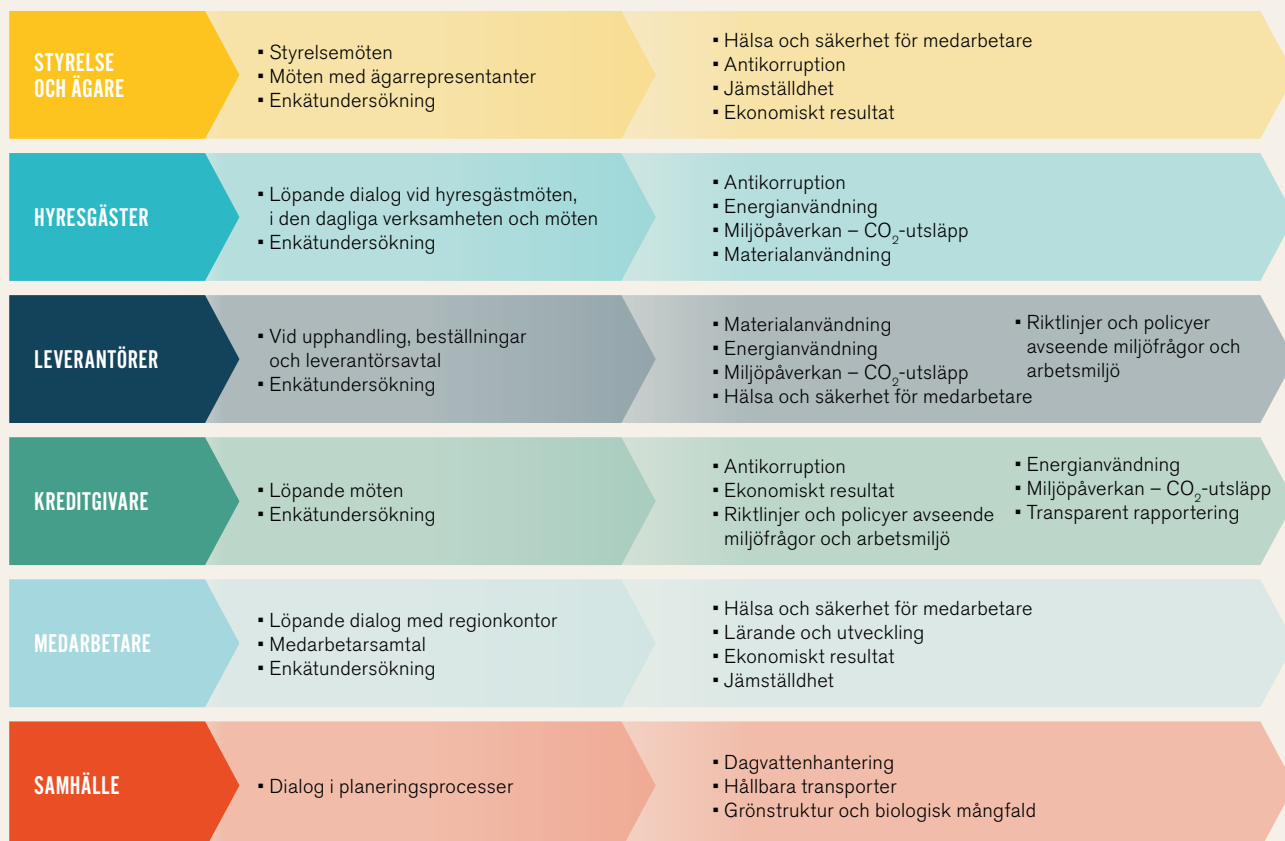 STYRELSE
OCH ÄGARE
▪ Styrelsemöten
▪ Möten med ägarrepresentanter
▪ Enkätundersökning
▪ Hälsa och säkerhet för medarbetare
▪ Antikorruption
▪ Jämställdhet
▪ Ekonomiskt resultat
HYRESGÄSTER
▪ Löpande dialog vid hyresgästmöten,
i den dagliga verksamheten och möten
▪ Enkätundersökning
▪ Antikorruption
▪ Energianvändning
▪ Miljöpåverkan – CO₂-utsläpp
▪ Materialanvändning
LEVERANTÖRER
▪ Vid upphandling, beställningar
och leverantörsavtal
▪ Enkätundersökning
▪ Materialanvändning
▪ Energianvändning
▪ Miljöpåverkan – CO₂-utsläpp
▪ Hälsa och säkerhet för medarbetare
▪ Riktlinjer och policyer
avseende miljöfrågor och
arbetsmiljö
KREDITGIVARE
▪ Löpande möten
▪ Enkätundersökning
▪ Antikorruption
▪ Ekonomiskt resultat
▪ Riktlinjer och policyer avseende
miljöfrågor och arbetsmiljö
▪ Energianvändning
▪ Miljöpåverkan – CO₂-utsläpp
▪ Transparent rapportering
MEDARBETARE
▪ Löpande dialog med regionkontor
▪ Medarbetarsamtal
▪ Enkätundersökning
▪ Hälsa och säkerhet för medarbetare
▪ Lärande och utveckling
▪ Ekonomiskt resultat
▪ Jämställdhet
SAMHÄLLE
▪ Dialog i planeringsprocesser
▪ Dagvattenhantering
▪ Hållbara transporter
▪ Grönstruktur och biologisk mångfald